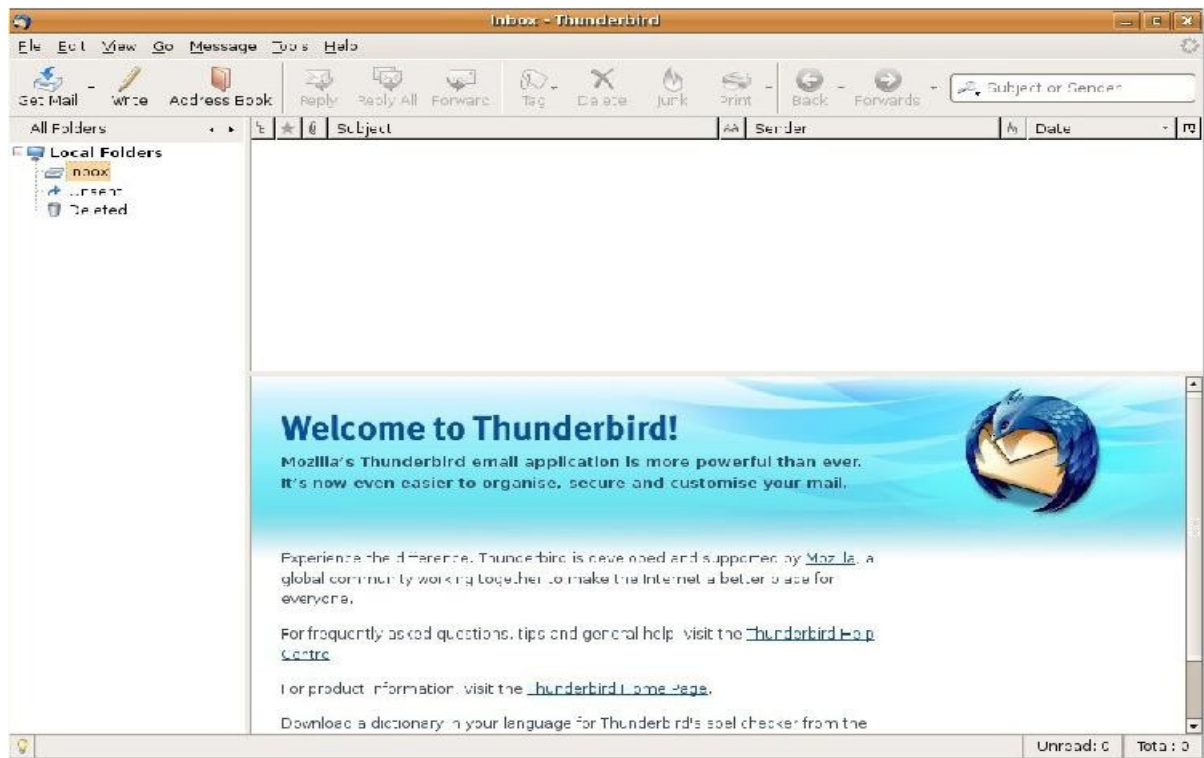 Inbox - Thunderbird
File Edit View Go Message Tools Help
Get Mail Write Address Book Reply Reply All Forward Tag Delete Junk Print Back Forwards Subject or Sender
All Folders Subject Sender Date
Local Folders
Inbox
Unsent
Deleted
Welcome to Thunderbird!
Mozilla's Thunderbird email application is more powerful than ever.
It's now even easier to organise, secure and customise your mail.
Experience the difference. Thunderbird is developed and supported by Mozilla, a
global community working together to make the Internet a better place for
everyone.
For frequently asked questions, tips and general help, visit the Thunderbird Help
Centre
For product information, visit the Thunderbird Home Page.
Download a dictionary in your language for Thunderbird's spell checker from the
Unread: 0 Total: 0